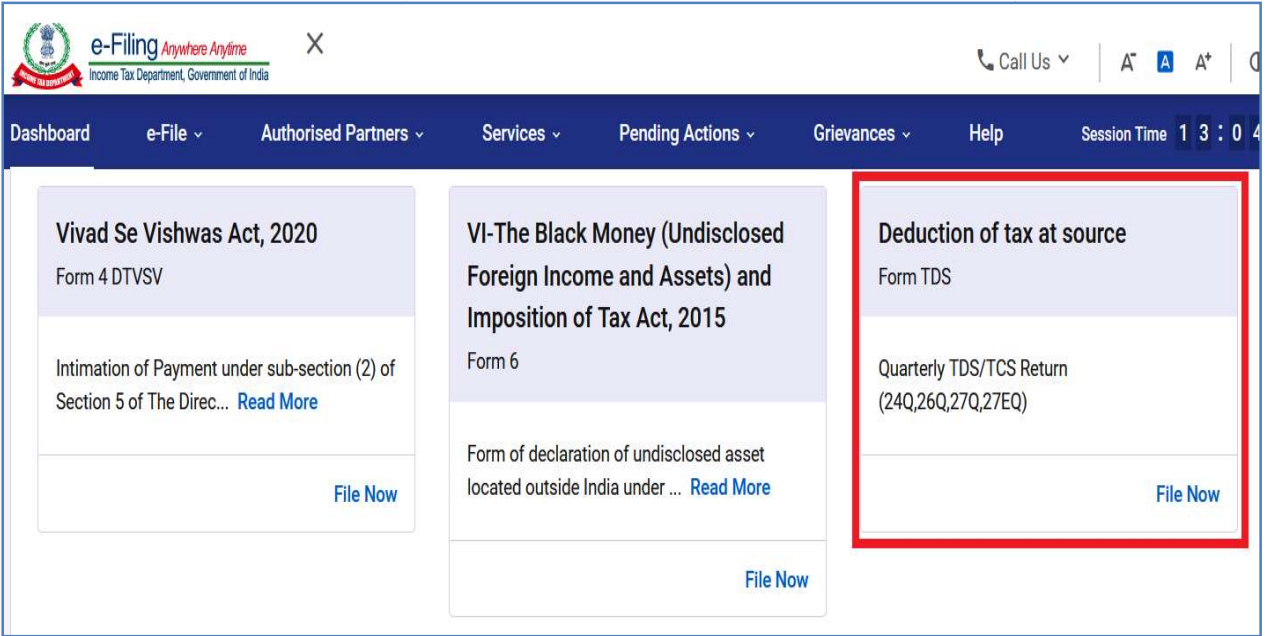 e-Filing Anywhere Anytime
Income Tax Department, Government of India
X
Call Us
A- A A+
Dashboard e-File Authorised Partners Services Pending Actions Grievances Help Session Time 1 3 : 0 4
Vivad Se Vishwas Act, 2020
Form 4 DTVSV
Intimation of Payment under sub-section (2) of
Section 5 of The Direc... Read More
File Now
VI-The Black Money (Undisclosed
Foreign Income and Assets) and
Imposition of Tax Act, 2015
Form 6
Form of declaration of undisclosed asset
located outside India under ... Read More
File Now
Deduction of tax at source
Form TDS
Quarterly TDS/TCS Return
(24Q,26Q,27Q,27EQ)
File Now